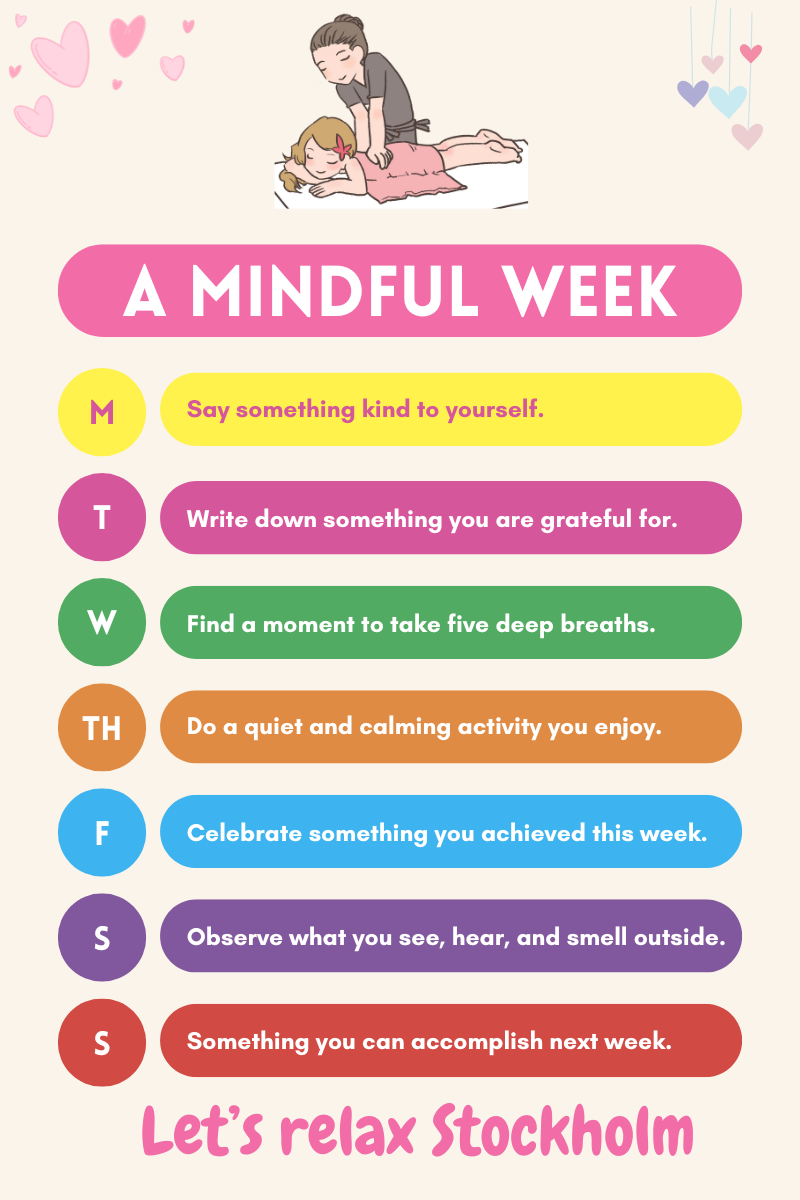 A MINDFUL WEEK
M
Say something kind to yourself.
T
Write down something you are grateful for.
W
Find a moment to take five deep breaths.
TH
Do a quiet and calming activity you enjoy.
F
Celebrate something you achieved this week.
S
Observe what you see, hear, and smell outside.
S
Something you can accomplish next week.
Let's relax Stockholm